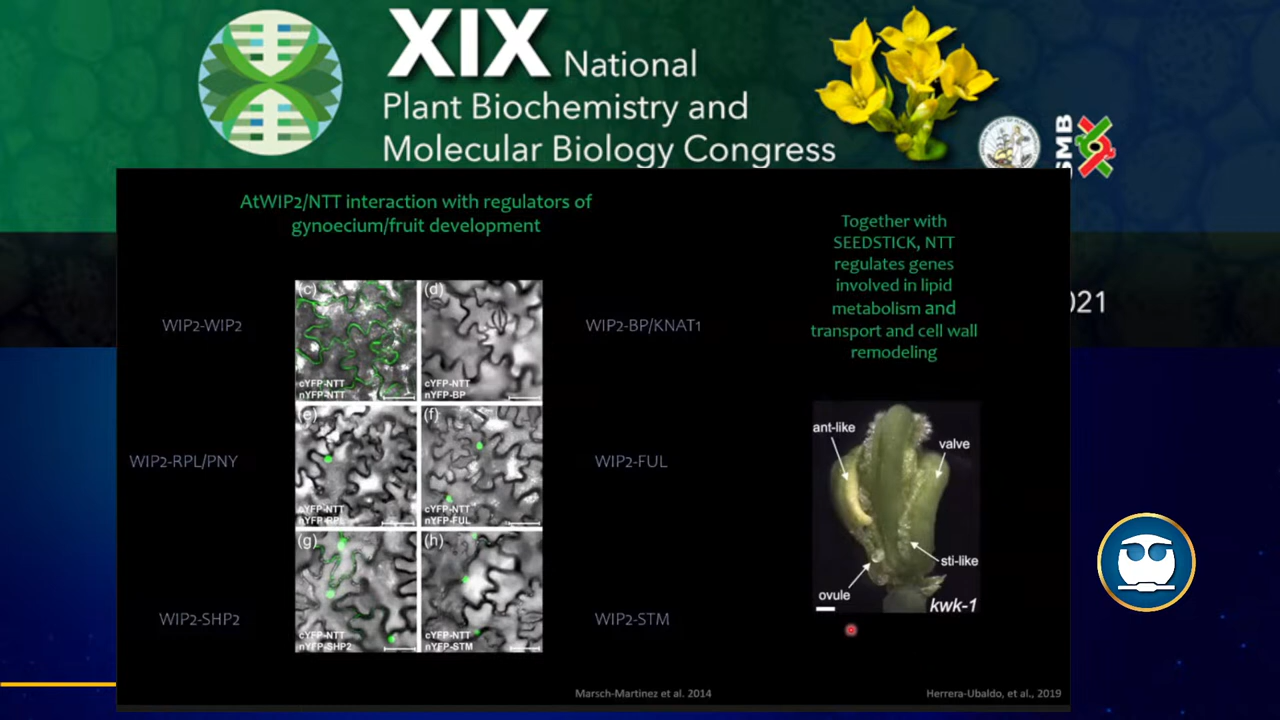 XIX National
Plant Biochemistry and
Molecular Biology Congress
SMB
021
AtWIP2/NTT interaction with regulators of
gynoecium/fruit development
Together with
SEEDSTICK, NTT
regulates genes
involved in lipid
metabolism and
transport and cell wall
remodeling
WIP2-WIP2
(c)
cYFP-NTT
nYFP-NTT
(d)
cYFP-NTT
nYFP-BP
WIP2-BP/KNAT1
WIP2-RPL/PNY
(e)
cYFP-NTT
nYFP-RPL
(f)
cYFP-NTT
nYFP-FUL
WIP2-FUL
WIP2-SHP2
(g)
cYFP-NTT
nYFP-SHP2
(h)
cYFP-NTT
nYFP-STM
WIP2-STM
ant-like
valve
sti-like
ovule
kwk-1
Marsch-Martinez et al. 2014
Herrera-Ubaldo, et al., 2019